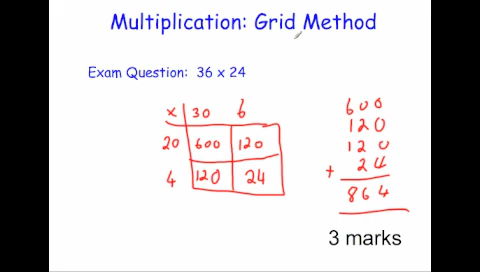 Multiplication: Grid Method
Exam Question: 36 x 24
x 30 6
20 600 120
4 120 24
600
120
120
+ 24
864
3 marks